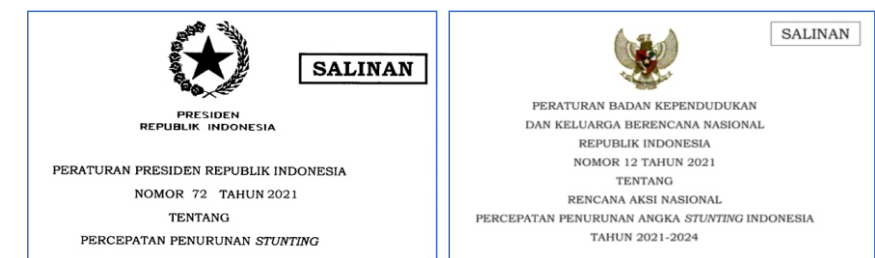 SALINAN
PRESIDEN
REPUBLIK INDONESIA
PERATURAN PRESIDEN REPUBLIK INDONESIA
NOMOR 72 TAHUN 2021
TENTANG
PERCEPATAN PENURUNAN STUNTING
SALINAN
PERATURAN BADAN KEPENDUDUKAN
DAN KELUARGA BERENCANA NASIONAL
REPUBLIK INDONESIA
NOMOR 12 TAHUN 2021
TENTANG
RENCANA AKSI NASIONAL
PERCEPATAN PENURUNAN ANGKA STUNTING INDONESIA
TAHUN 2021-2024